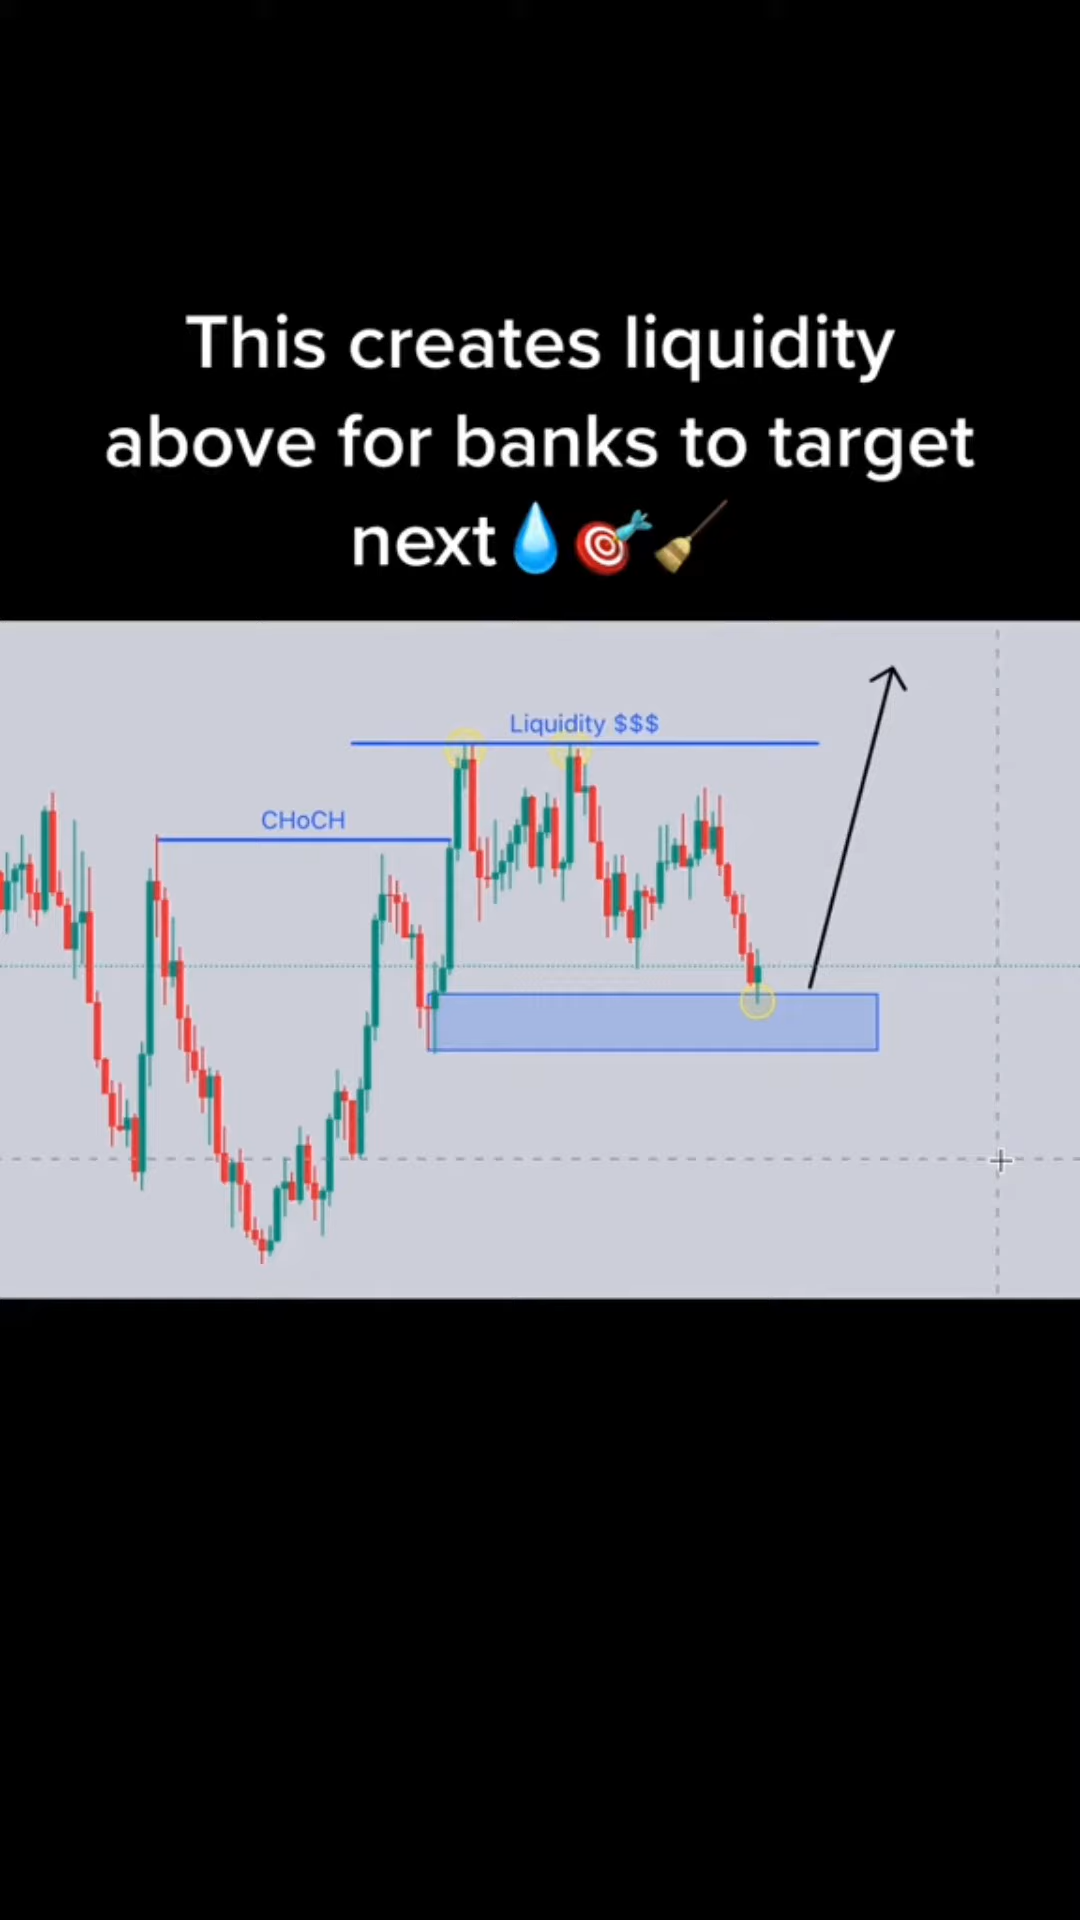 This creates liquidity
above for banks to target
next💧🎯🧹
Liquidity $$$
CHoCH